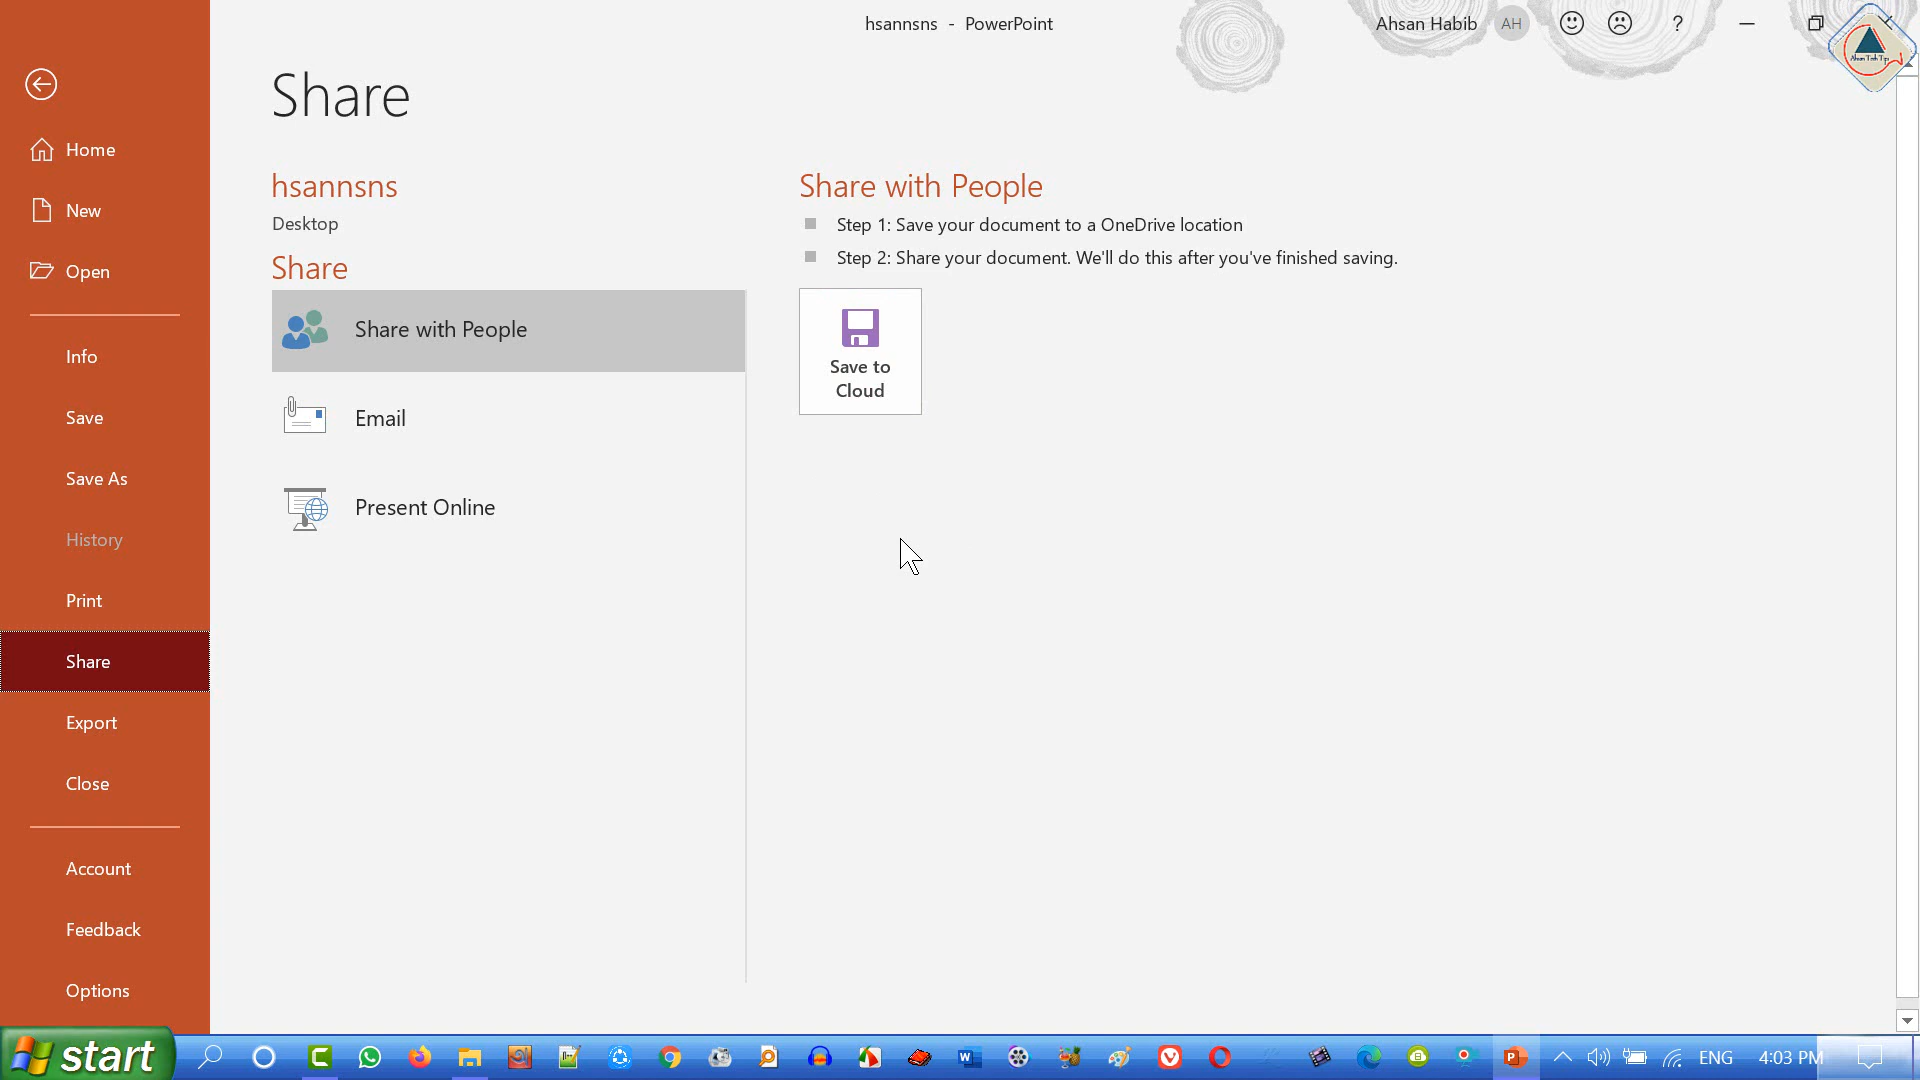 hsannsns - PowerPoint
Ahsan Habib AH
?
Share
Home
New
Open
Info
Save
Save As
History
Print
Share
Export
Close
Account
Feedback
Options
hsannsns
Desktop
Share
Share with People
Email
Present Online
Share with People
Step 1: Save your document to a OneDrive location
Step 2: Share your document. We'll do this after you've finished saving.
Save to
Cloud
Ahsan Tech Tips
start
ENG 4:03 PM